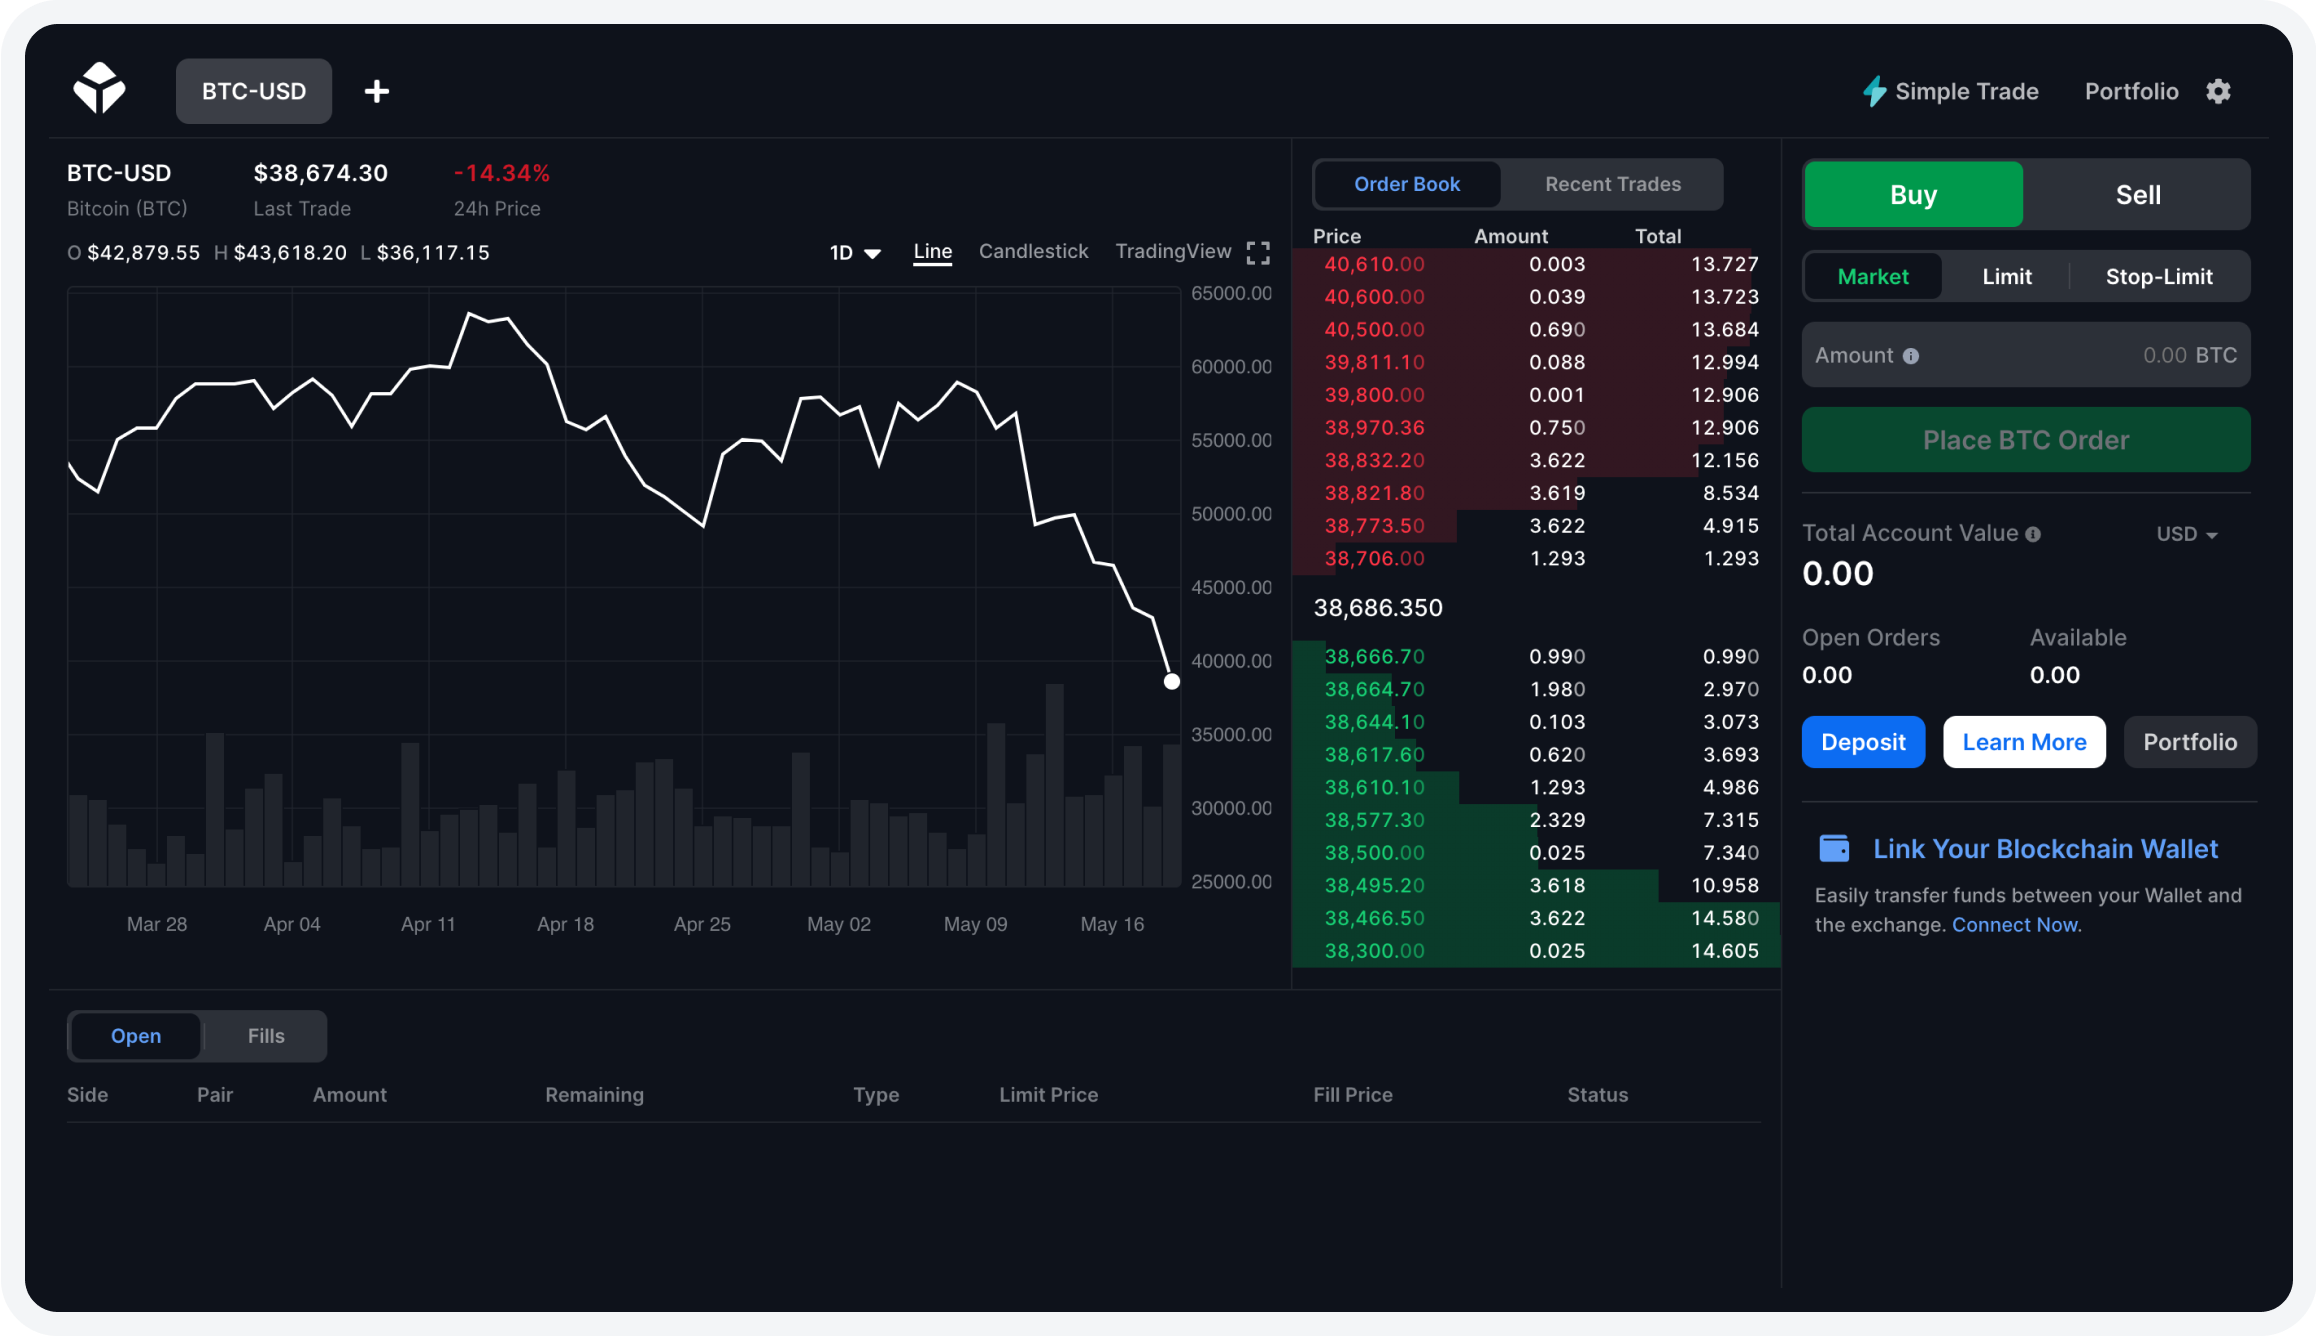 BTC-USD
Simple Trade Portfolio
BTC-USD $38,674.30 -14.34%
Bitcoin (BTC) Last Trade 24h Price
O $42,879.55 H $43,618.20 L $36,117.15
1D Line Candlestick TradingView
65000.00
60000.00
55000.00
50000.00
45000.00
40000.00
35000.00
30000.00
25000.00
Mar 28 Apr 04 Apr 11 Apr 18 Apr 25 May 02 May 09 May 16
Order Book Recent Trades
Price Amount Total
40,610.00 0.003 13.727
40,600.00 0.039 13.723
40,500.00 0.690 13.684
39,811.10 0.088 12.994
39,800.00 0.001 12.906
38,970.36 0.750 12.906
38,832.20 3.622 12.156
38,821.80 3.619 8.534
38,773.50 3.622 4.915
38,706.00 1.293 1.293
38,686.350
38,666.70 0.990 0.990
38,664.70 1.980 2.970
38,644.10 0.103 3.073
38,617.60 0.620 3.693
38,610.10 1.293 4.986
38,577.30 2.329 7.315
38,500.00 0.025 7.340
38,495.20 3.618 10.958
38,466.50 3.622 14.580
38,300.00 0.025 14.605
Buy Sell
Market Limit Stop-Limit
Amount 0.00 BTC
Place BTC Order
Total Account Value USD
0.00
Open Orders Available
0.00 0.00
Deposit Learn More Portfolio
Link Your Blockchain Wallet
Easily transfer funds between your Wallet and
the exchange. Connect Now.
Open Fills
Side Pair Amount Remaining Type Limit Price Fill Price Status